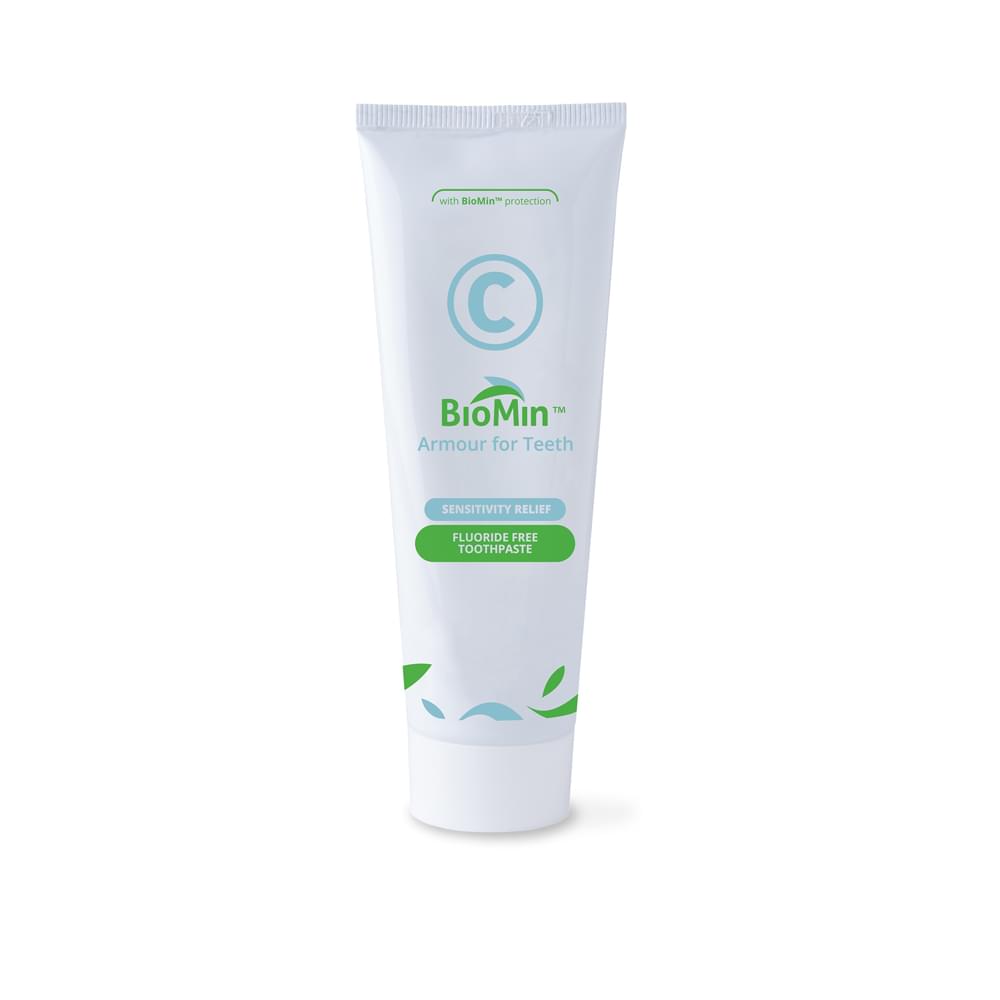 with BioMin™ protection
C
BioMin™
Armour for Teeth
SENSITIVITY RELIEF
FLUORIDE FREE
TOOTHPASTE